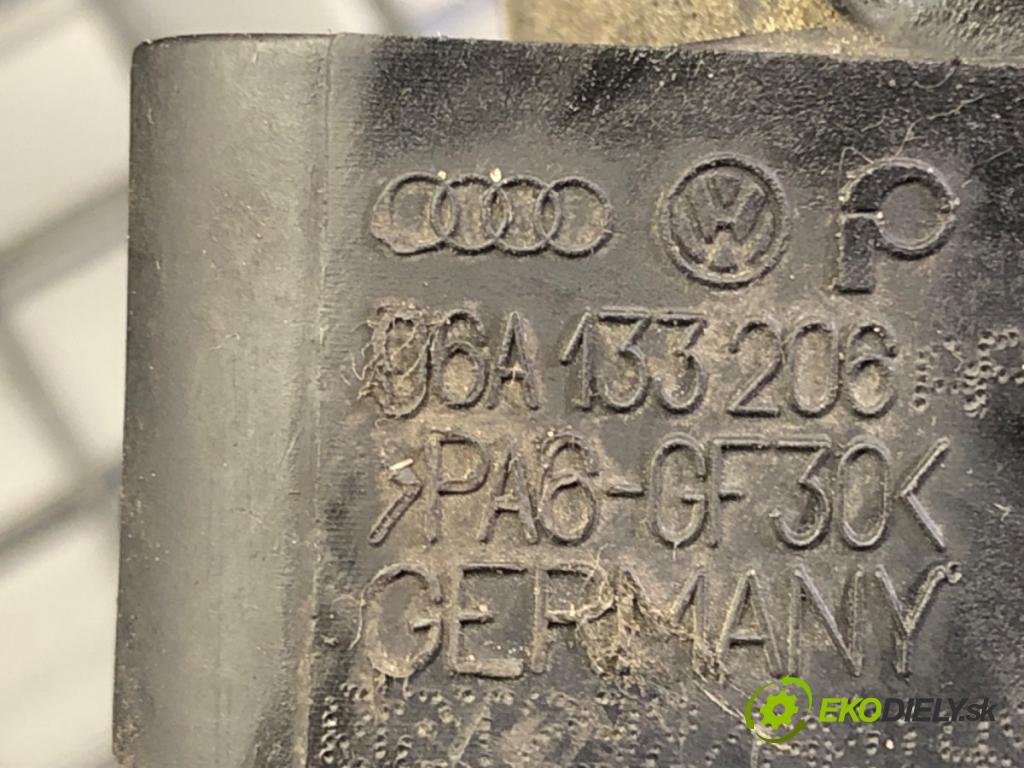 06A 133 206
>PA6-GF30<
GERMANY
EKODIELY.sk